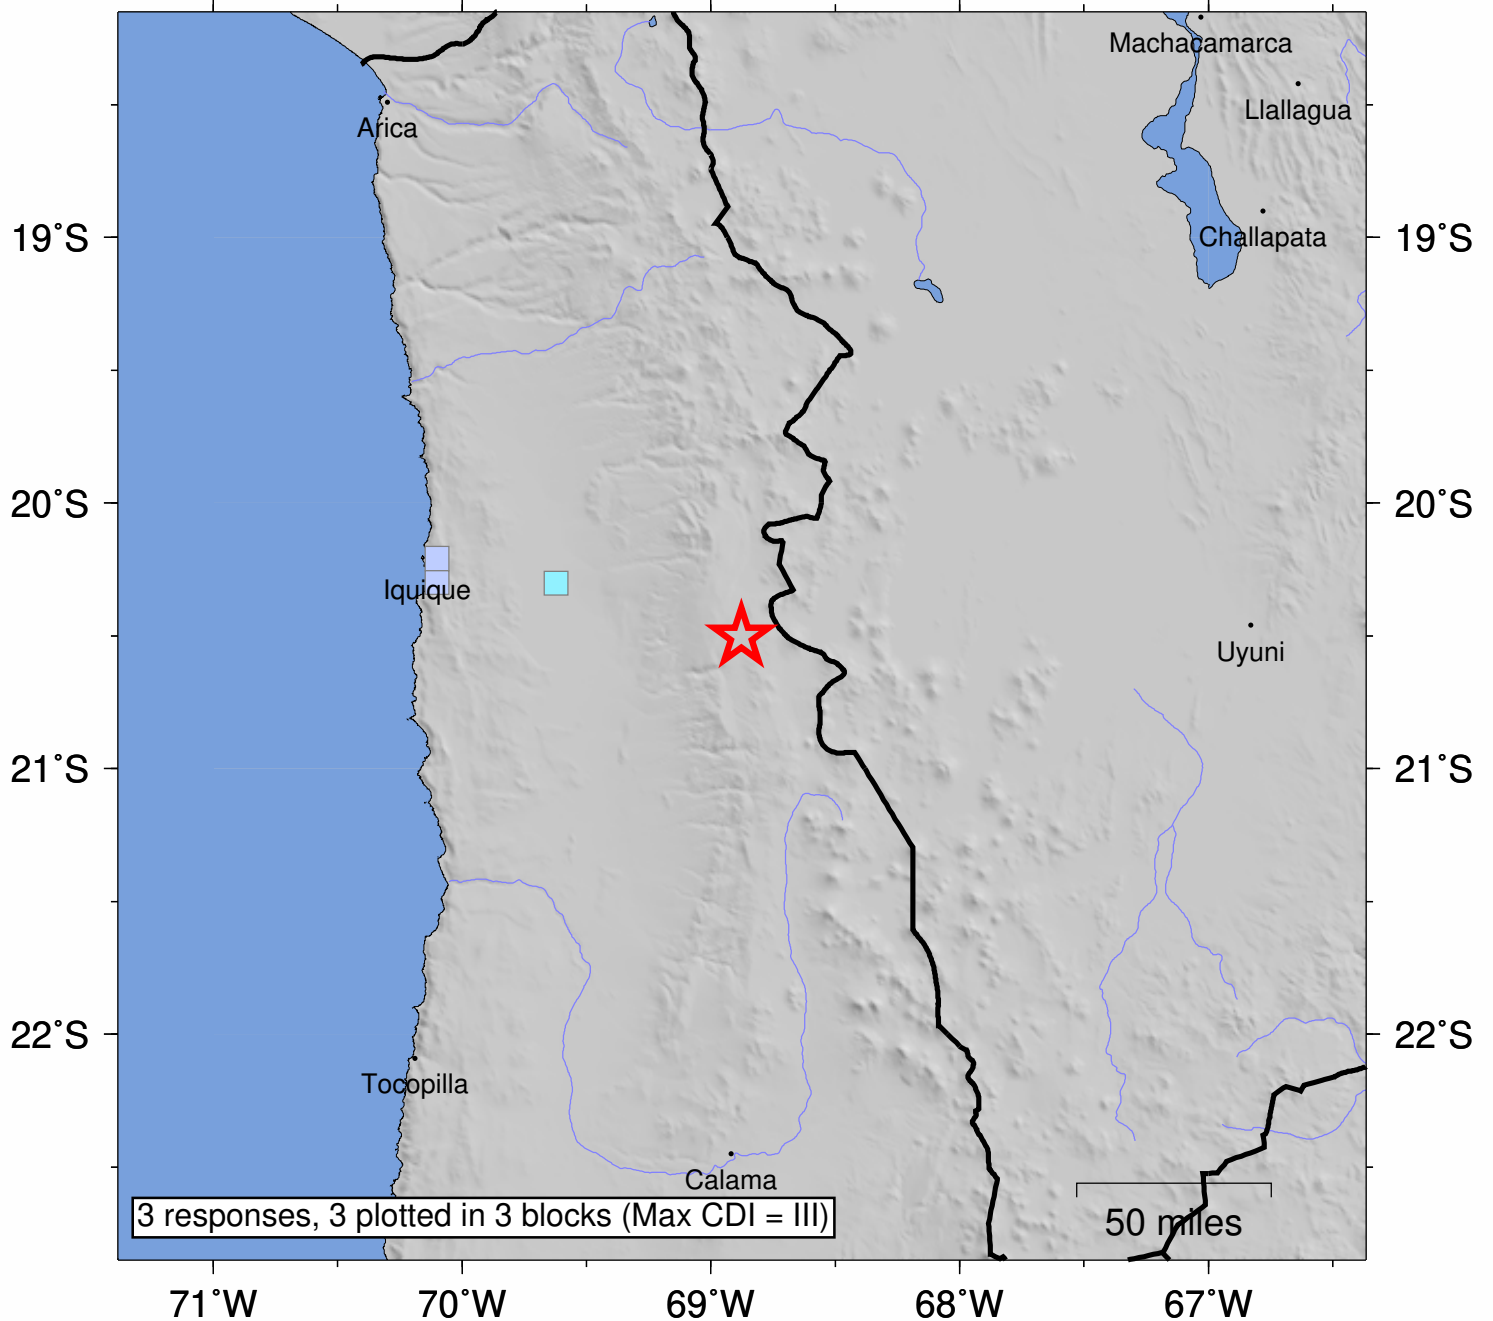 Machacamarca
Llallagua
Arica
19°S
Challapata
19°S
20°S
20°S
Iquique
Uyuni
21°S
21°S
22°S
22°S
Tocopilla
Calama
3 responses, 3 plotted in 3 blocks (Max CDI = III)
50 miles
71°W
70°W
69°W
68°W
67°W